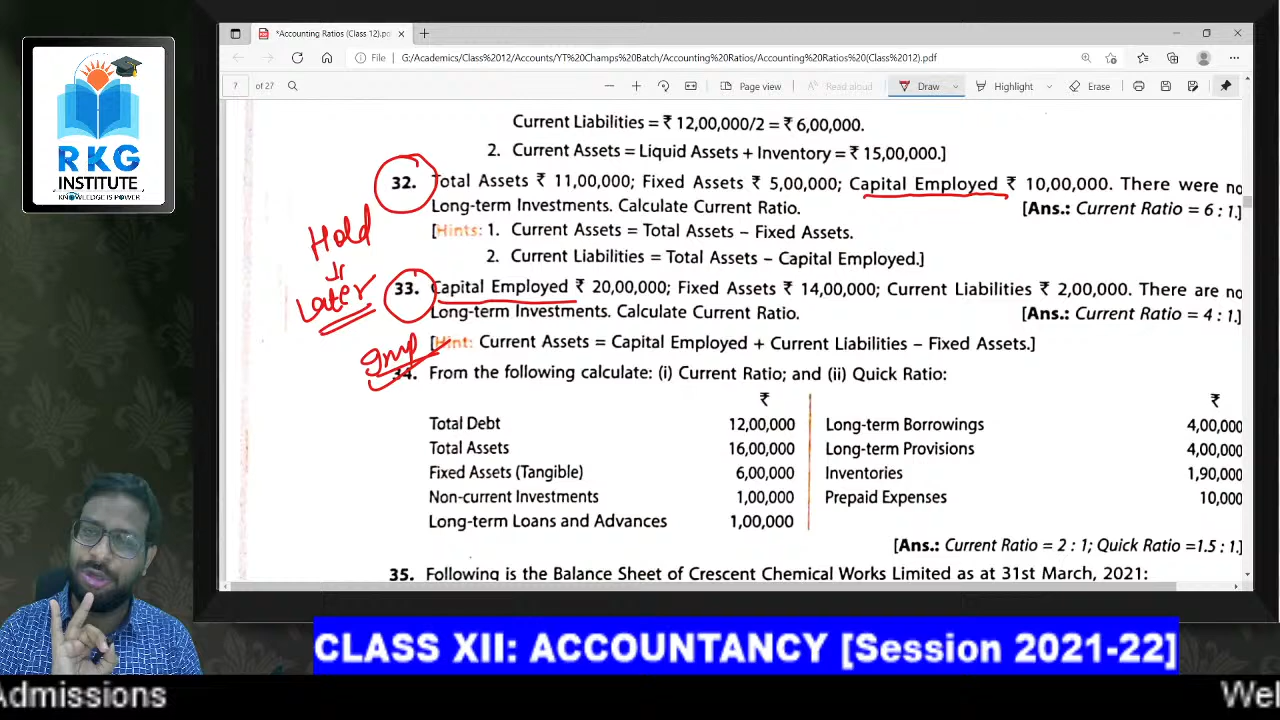 *Accounting Ratios (Class 12).pd
File
G:/Academics/Class%2012/Accounts/YT%20Champs%20Batch/Accounting%20Ratios/Accounting%20Ratios%20(Class%2012).pdf
7 of 27
Page view
Read aloud
Draw
Highlight
Erase
RKG
INSTITUTE
KNOWLEDGE IS POWER
Current Liabilities = ₹ 12,00,000/2 = ₹ 6,00,000.
2. Current Assets = Liquid Assets + Inventory = ₹ 15,00,000.]
32. Total Assets ₹ 11,00,000; Fixed Assets ₹ 5,00,000; Capital Employed ₹ 10,00,000. There were no
Long-term Investments. Calculate Current Ratio. [Ans.: Current Ratio = 6 : 1.]
[Hints: 1. Current Assets = Total Assets – Fixed Assets.
2. Current Liabilities = Total Assets – Capital Employed.]
Hold
Later
33. Capital Employed ₹ 20,00,000; Fixed Assets ₹ 14,00,000; Current Liabilities ₹ 2,00,000. There are no
Long-term Investments. Calculate Current Ratio. [Ans.: Current Ratio = 4 : 1.]
[Hint: Current Assets = Capital Employed + Current Liabilities – Fixed Assets.]
Imp
34. From the following calculate: (i) Current Ratio; and (ii) Quick Ratio:
₹ ₹
Total Debt 12,00,000 Long-term Borrowings 4,00,000
Total Assets 16,00,000 Long-term Provisions 4,00,000
Fixed Assets (Tangible) 6,00,000 Inventories 1,90,000
Non-current Investments 1,00,000 Prepaid Expenses 10,000
Long-term Loans and Advances 1,00,000
[Ans.: Current Ratio = 2 : 1; Quick Ratio =1.5 : 1.]
35. Following is the Balance Sheet of Crescent Chemical Works Limited as at 31st March, 2021:
CLASS XII: ACCOUNTANCY [Session 2021-22]
Admissions
Wel